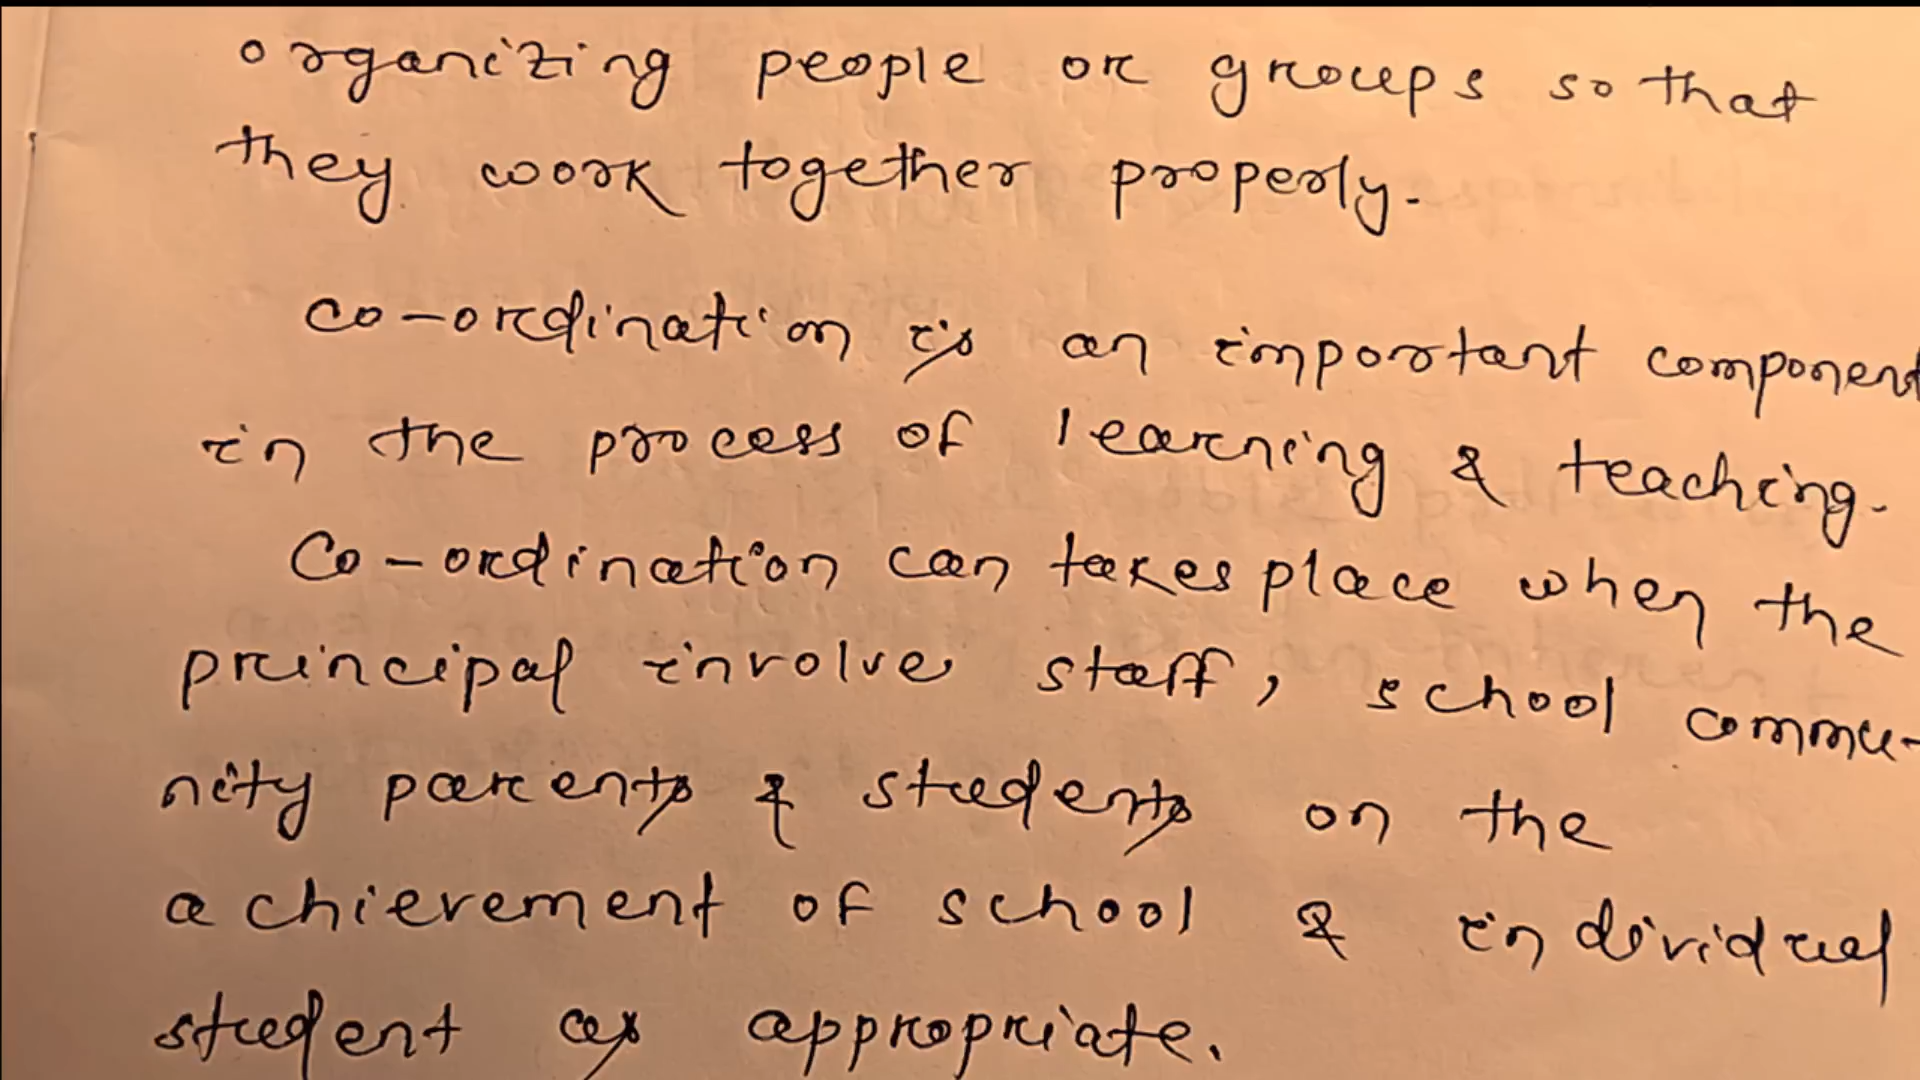 organizing people or groups so that
they work together properly.
Co-ordination is an important component
in the process of learning & teaching.
Co-ordination can takes place when the
principal involve staff, school commu-
nity parents & students on the
achievement of school & individual
student as appropriate.